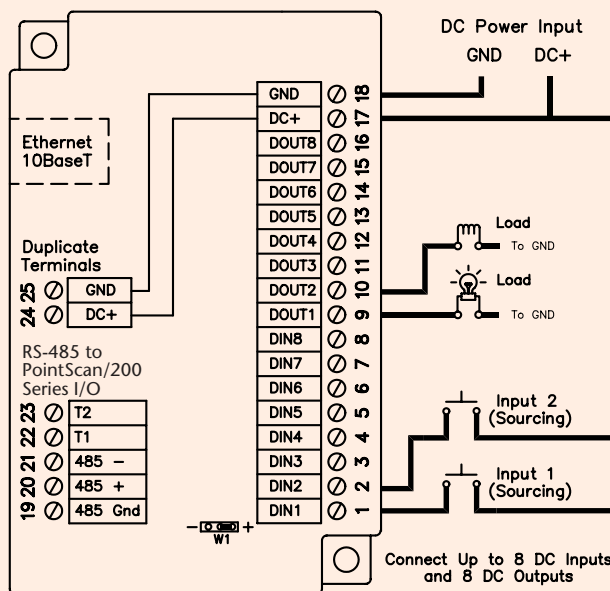 DC Power Input
GND DC+
GND 18
DC+ 17
DOUT8 16
DOUT7 15
DOUT6 14
DOUT5 13
DOUT4 12
DOUT3 11
DOUT2 10
DOUT1 9
DIN8 8
DIN7 7
DIN6 6
DIN5 5
DIN4 4
DIN3 3
DIN2 2
DIN1 1
Ethernet
10BaseT
Duplicate
Terminals
25 GND
24 DC+
RS-485 to
PointScan/200
Series I/O
23 T2
22 T1
21 485 -
20 485 +
19 485 Gnd
- + 
W1
Load
To GND
Load
To GND
Input 2
(Sourcing)
Input 1
(Sourcing)
Connect Up to 8 DC Inputs
and 8 DC Outputs